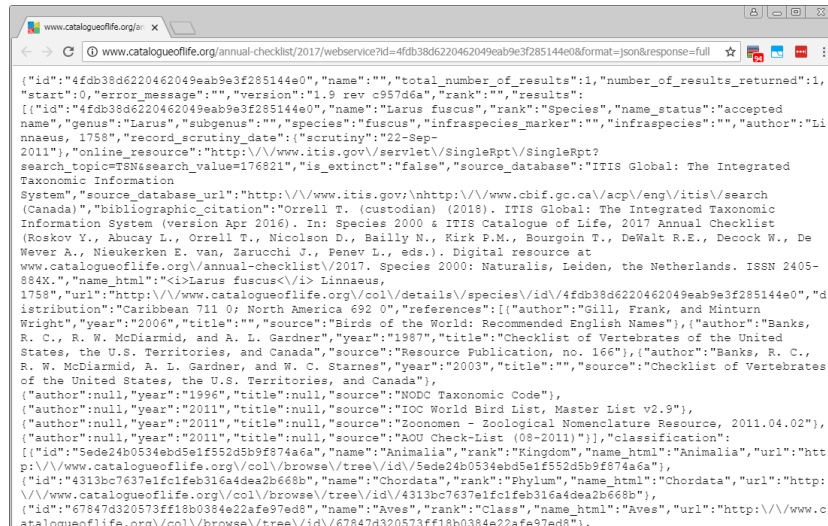 www.catalogueoflife.org/an
www.catalogueoflife.org/annual-checklist/2017/webservice?id=4fdb38d6220462049eab9e3f285144e0&format=json&response=full
94
{"id":"4fdb38d6220462049eab9e3f285144e0","name":"","total_number_of_results":1,"number_of_results_returned":1,
"start":0,"error_message":"","version":"1.9 rev c957d6a","rank":"","results":
[{"id":"4fdb38d6220462049eab9e3f285144e0","name":"Larus fuscus","rank":"Species","name_status":"accepted
name","genus":"Larus","subgenus":"","species":"fuscus","infraspecies_marker":"","infraspecies":"","author":"Li
nnaeus, 1758","record_scrutiny_date":{"scrutiny":"22-Sep-
2011"},"online_resource":"http:\/\/www.itis.gov\/servlet\/SingleRpt\/SingleRpt?
search_topic=TSN&search_value=176821","is_extinct":"false","source_database":"ITIS Global: The Integrated
Taxonomic Information
System","source_database_url":"http:\/\/www.itis.gov;\nhttp:\/\/www.cbif.gc.ca\/acp\/eng\/itis\/search
(Canada)","bibliographic_citation":"Orrell T. (custodian) (2018). ITIS Global: The Integrated Taxonomic
Information System (version Apr 2016). In: Species 2000 & ITIS Catalogue of Life, 2017 Annual Checklist
(Roskov Y., Abucay L., Orrell T., Nicolson D., Bailly N., Kirk P.M., Bourgoin T., DeWalt R.E., Decock W., De
Wever A., Nieukerken E. van, Zarucchi J., Penev L., eds.). Digital resource at
www.catalogueoflife.org\/annual-checklist\/2017. Species 2000: Naturalis, Leiden, the Netherlands. ISSN 2405-
884X.","name_html":"<i>Larus fuscus<\/i> Linnaeus,
1758","url":"http:\/\/www.catalogueoflife.org\/col\/details\/species\/id\/4fdb38d6220462049eab9e3f285144e0","d
istribution":"Caribbean 711 0; North America 692 0","references":[{"author":"Gill, Frank, and Minturn
Wright","year":"2006","title":"","source":"Birds of the World: Recommended English Names"},{"author":"Banks,
R. C., R. W. McDiarmid, and A. L. Gardner","year":"1987","title":"Checklist of Vertebrates of the United
States, the U.S. Territories, and Canada","source":"Resource Publication, no. 166"},{"author":"Banks, R. C.,
R. W. McDiarmid, A. L. Gardner, and W. C. Starnes","year":"2003","title":"","source":"Checklist of Vertebrates
of the United States, the U.S. Territories, and Canada"},
{"author":null,"year":"1996","title":null,"source":"NODC Taxonomic Code"},
{"author":null,"year":"2011","title":null,"source":"IOC World Bird List, Master List v2.9"},
{"author":null,"year":"2011","title":null,"source":"Zoonomen - Zoological Nomenclature Resource, 2011.04.02"},
{"author":null,"year":"2011","title":null,"source":"AOU Check-List (08-2011)"}],"classification":
[{"id":"5ede24b0534ebd5e1f552d5b9f874a6a","name":"Animalia","rank":"Kingdom","name_html":"Animalia","url":"htt
p:\/\/www.catalogueoflife.org\/col\/browse\/tree\/id\/5ede24b0534ebd5e1f552d5b9f874a6a"},
{"id":"4313bc7637e1fc1feb316a4dea2b668b","name":"Chordata","rank":"Phylum","name_html":"Chordata","url":"http:
\/\/www.catalogueoflife.org\/col\/browse\/tree\/id\/4313bc7637e1fc1feb316a4dea2b668b"},
{"id":"67847d320573ff18b0384e22afe97ed8","name":"Aves","rank":"Class","name_html":"Aves","url":"http:\/\/www.c
atalogueoflife.org\/col\/browse\/tree\/id\/67847d320573ff18b0384e22afe97ed8"},